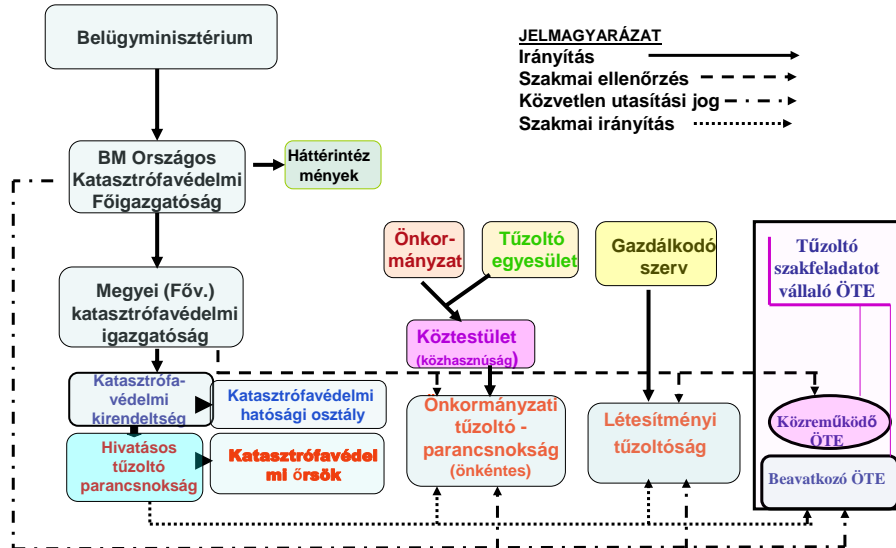 Belügyminisztérium
JELMAGYARÁZAT
Irányítás
Szakmai ellenőrzés
Közvetlen utasítási jog
Szakmai irányítás
BM Országos
Katasztrófavédelmi
Főigazgatóság
Háttérintéz
mények
Önkor-
mányzat
Tűzoltó
egyesület
Gazdálkodó
szerv
Tűzoltó
szakfeladatot
vállaló ÖTE
Megyei (Főv.)
katasztrófavédelmi
igazgatóság
Köztestület
(közhasznúság)
Katasztrófa-
védelmi
kirendeltség
Katasztrófavédelmi
hatósági osztály
Önkormányzati
tűzoltó -
parancsnokság
(önkéntes)
Létesítményi
tűzoltóság
Közreműködő
ÖTE
Hivatásos
tűzoltó
parancsnokság
Katasztrófavédel
mi őrsök
Beavatkozó ÖTE